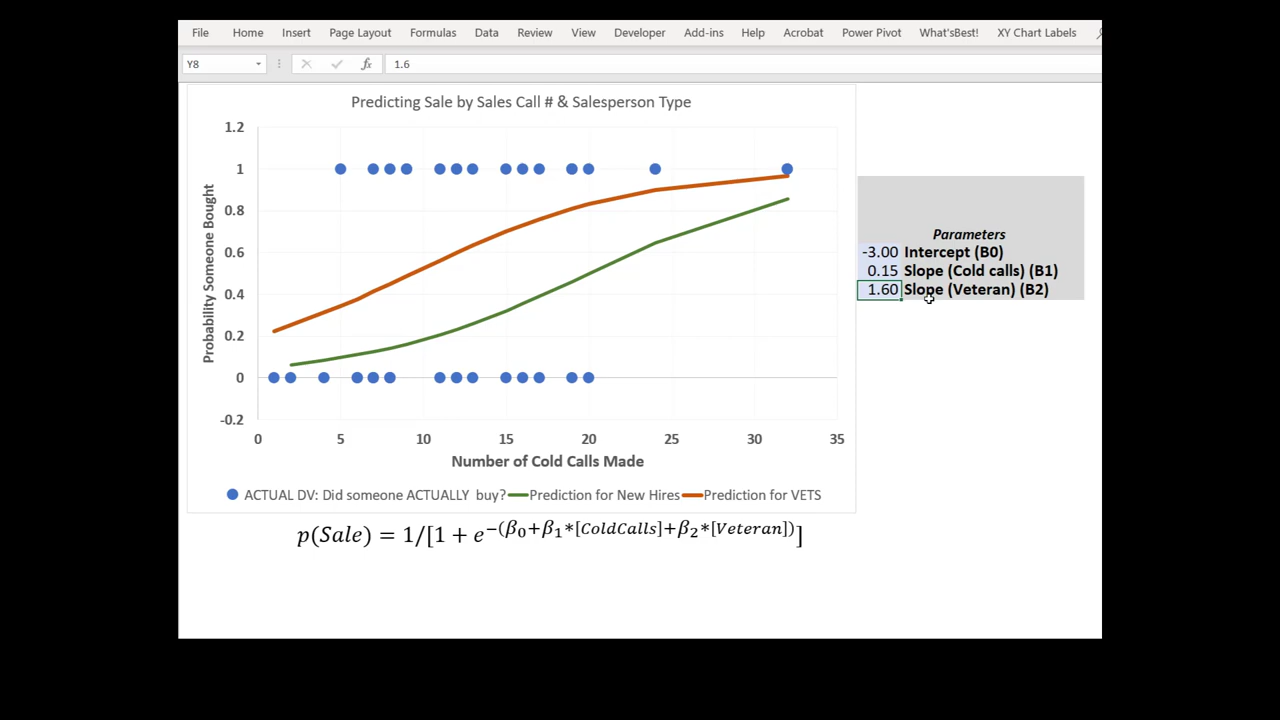 File Home Insert Page Layout Formulas Data Review View Developer Add-ins Help Acrobat Power Pivot What'sBest! XY Chart Labels
Y8 fx 1.6
Predicting Sale by Sales Call # & Salesperson Type
Probability Someone Bought
1.2
1
0.8
0.6
0.4
0.2
0
-0.2
0 5 10 15 20 25 30 35
Number of Cold Calls Made
ACTUAL DV: Did someone ACTUALLY buy? Prediction for New Hires Prediction for VETS
Parameters
-3.00 Intercept (B0)
0.15 Slope (Cold calls) (B1)
1.60 Slope (Veteran) (B2)
p(Sale) = 1/[1 + e^−(β₀+β₁*[ColdCalls]+β₂*[Veteran])]